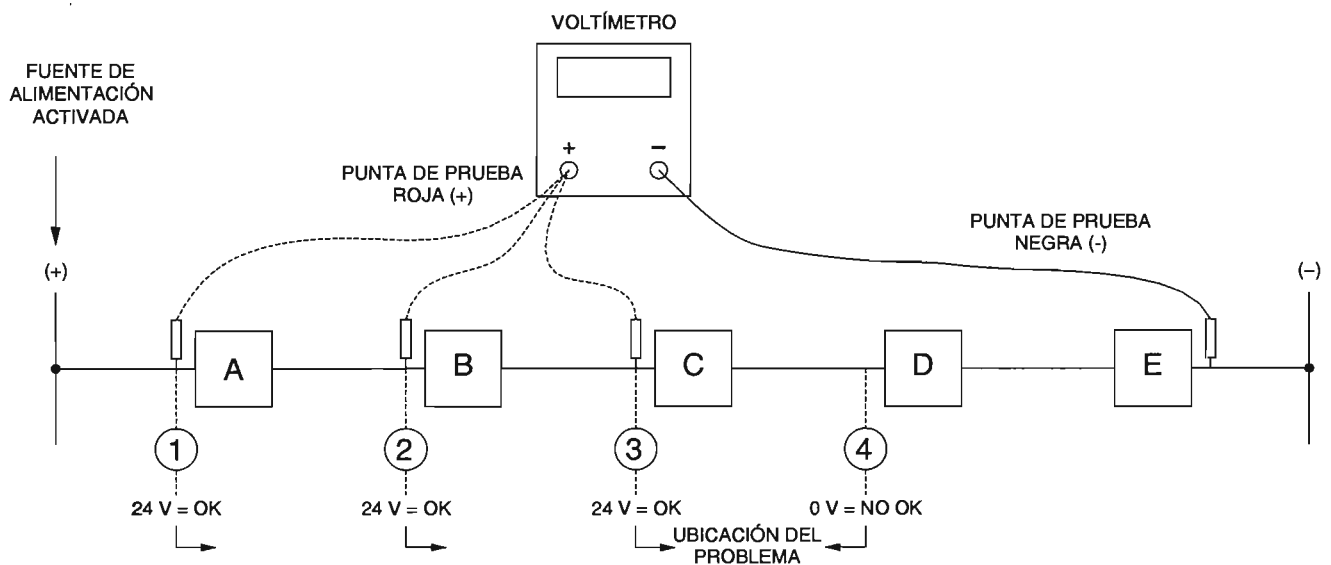 VOLTÍMETRO
FUENTE DE
ALIMENTACIÓN
ACTIVADA
+ −
PUNTA DE PRUEBA
ROJA (+)
PUNTA DE PRUEBA
NEGRA (-)
(+)
(−)
A B C D E
1 2 3 4
24 V = OK 24 V = OK 24 V = OK 0 V = NO OK
UBICACIÓN DEL
PROBLEMA